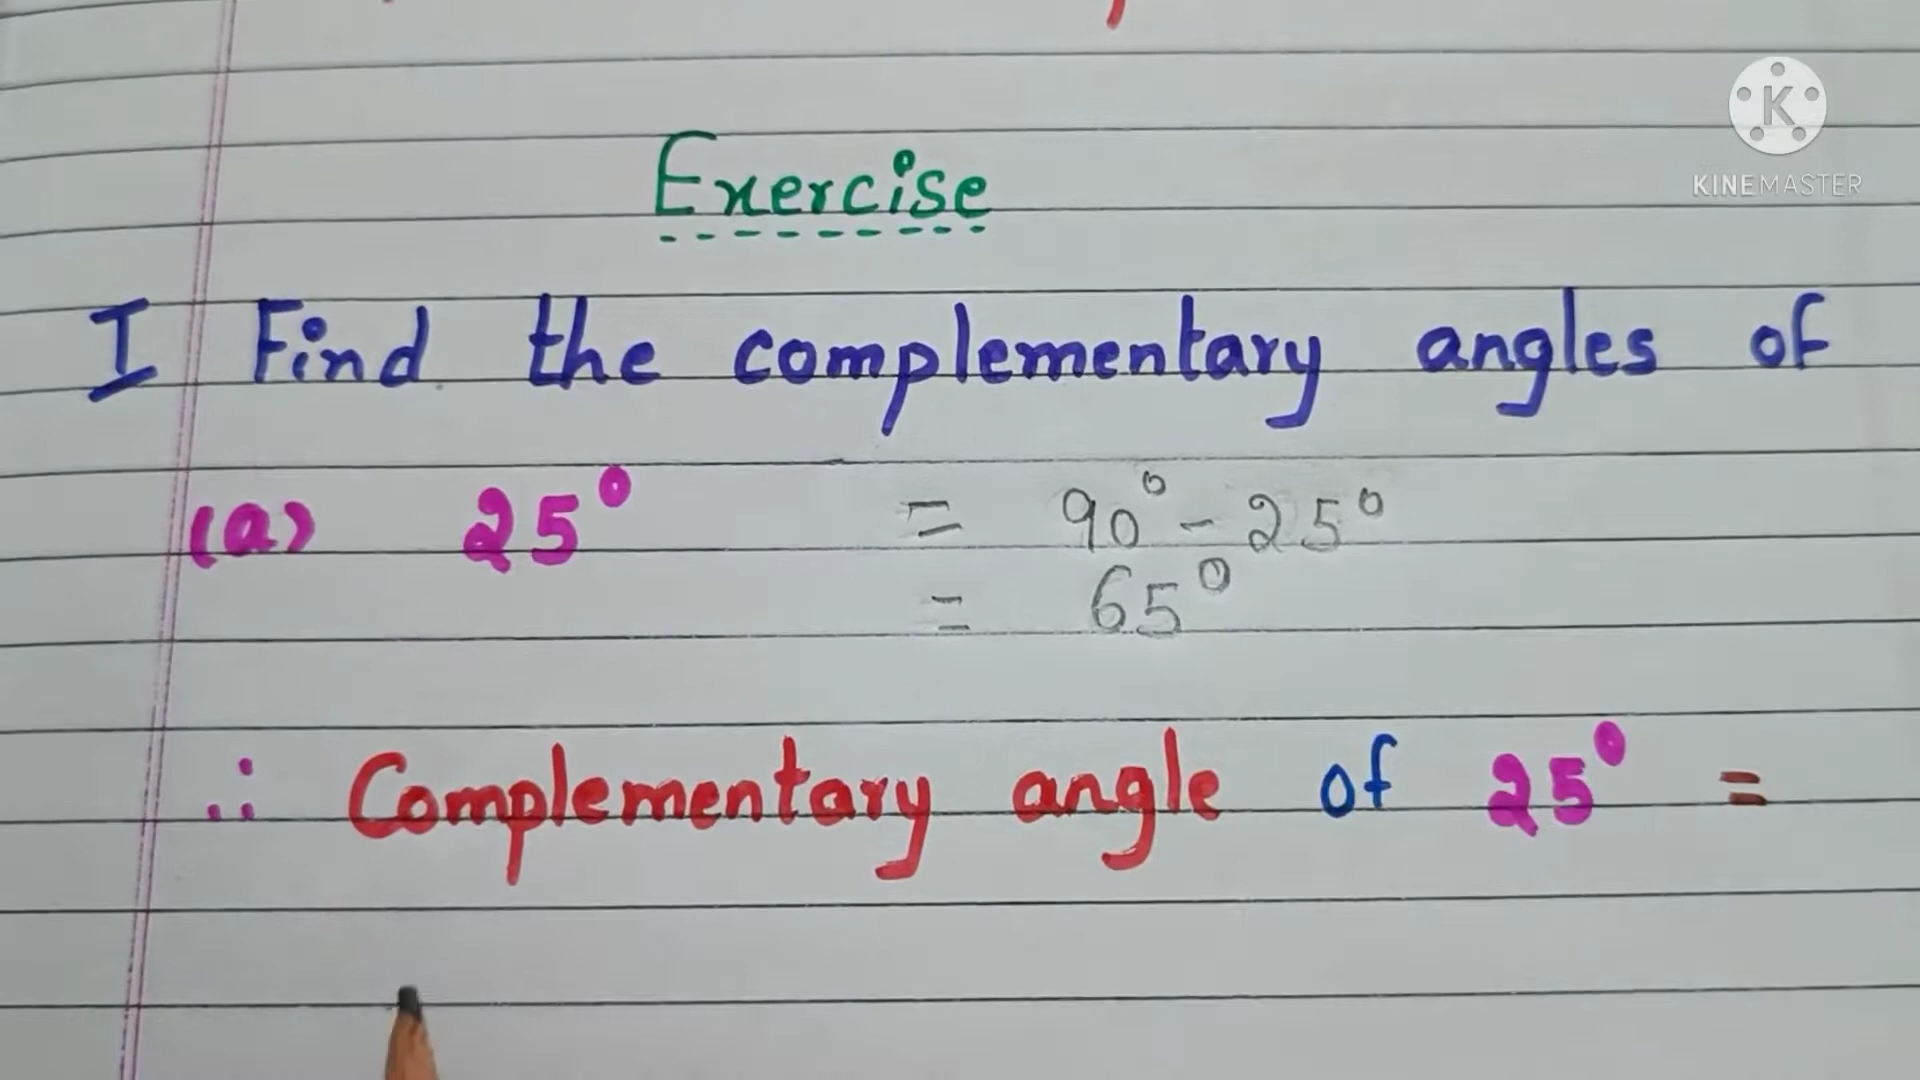 KINEMASTER
Exercise
I Find the complementary angles of
(a) 25° = 90° - 25°
= 65°
∴ Complementary angle of 25° =